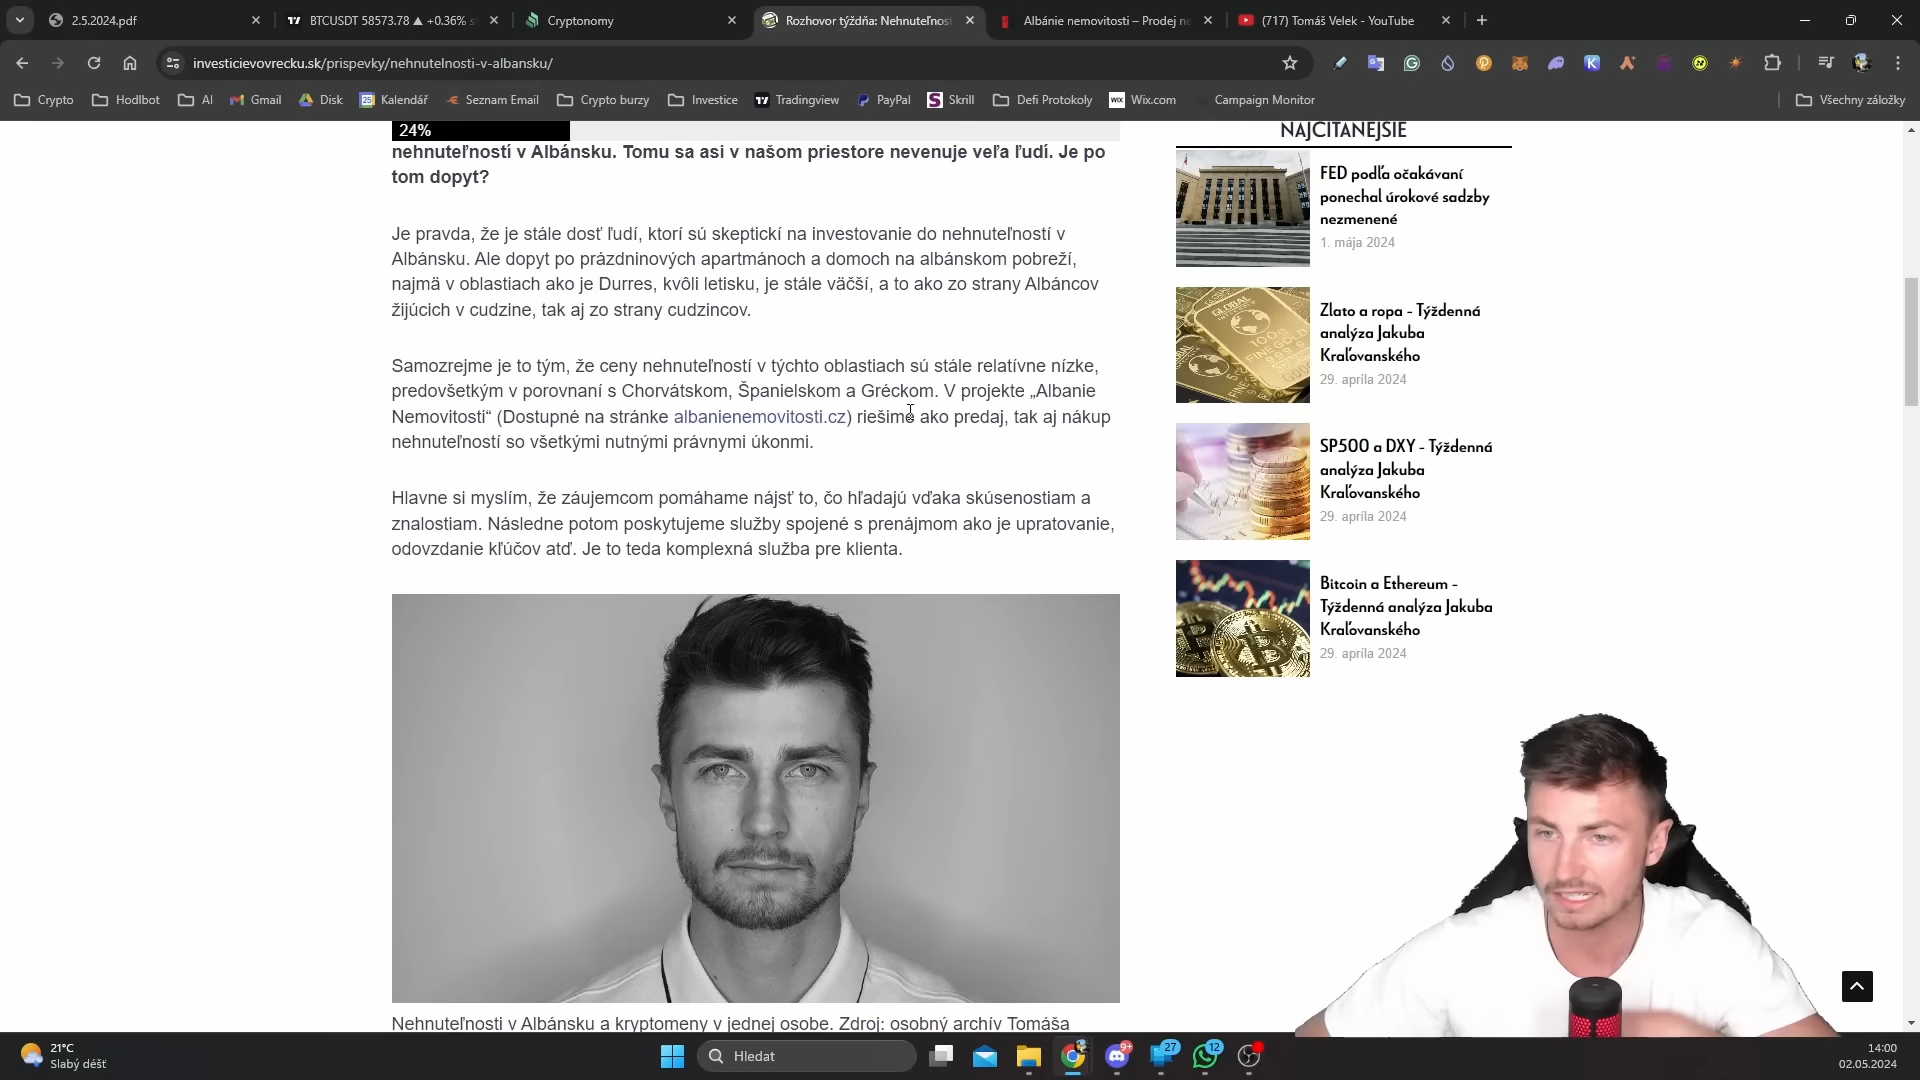 2.5.2024.pdf
BTCUSDT 58573.78 ▲ +0.36%
Cryptonomy
Rozhovor týždňa: Nehnuteľnos
Albánie nemovitosti – Prodej ne
(717) Tomáš Velek - YouTube
investicievovrecku.sk/prispevky/nehnutelnosti-v-albansku/
Crypto
Hodlbot
AI
Gmail
Disk
Kalendář
Seznam Email
Crypto burzy
Investice
Tradingview
PayPal
Skrill
Defi Protokoly
Wix.com
Campaign Monitor
Všechny záložky
24%
nehnuteľností v Albánsku. Tomu sa asi v našom priestore nevenuje veľa ľudí. Je po
tom dopyt?
Je pravda, že je stále dosť ľudí, ktorí sú skeptickí na investovanie do nehnuteľností v
Albánsku. Ale dopyt po prázdninových apartmánoch a domoch na albánskom pobreží,
najmä v oblastiach ako je Durres, kvôli letisku, je stále väčší, a to ako zo strany Albáncov
žijúcich v cudzine, tak aj zo strany cudzincov.
Samozrejme je to tým, že ceny nehnuteľností v týchto oblastiach sú stále relatívne nízke,
predovšetkým v porovnaní s Chorvátskom, Španielskom a Gréckom. V projekte „Albanie
Nemovitosti“ (Dostupné na stránke albanienemovitosti.cz) riešime ako predaj, tak aj nákup
nehnuteľností so všetkými nutnými právnymi úkonmi.
Hlavne si myslím, že záujemcom pomáhame nájsť to, čo hľadajú vďaka skúsenostiam a
znalostiam. Následne potom poskytujeme služby spojené s prenájmom ako je upratovanie,
odovzdanie kľúčov atď. Je to teda komplexná služba pre klienta.
Nehnuteľnosti v Albánsku a kryptomeny v jednej osobe. Zdroj: osobný archív Tomáša
NAJČÍTANEJŠIE
FED podľa očakávaní
ponechal úrokové sadzby
nezmenené
1. mája 2024
Zlato a ropa - Týždenná
analýza Jakuba
Kraľovanského
29. apríla 2024
SP500 a DXY - Týždenná
analýza Jakuba
Kraľovanského
29. apríla 2024
Bitcoin a Ethereum -
Týždenná analýza Jakuba
Kraľovanského
29. apríla 2024
21°C
Slabý déšť
Hledat
9+
27
12
14:00
02.05.2024